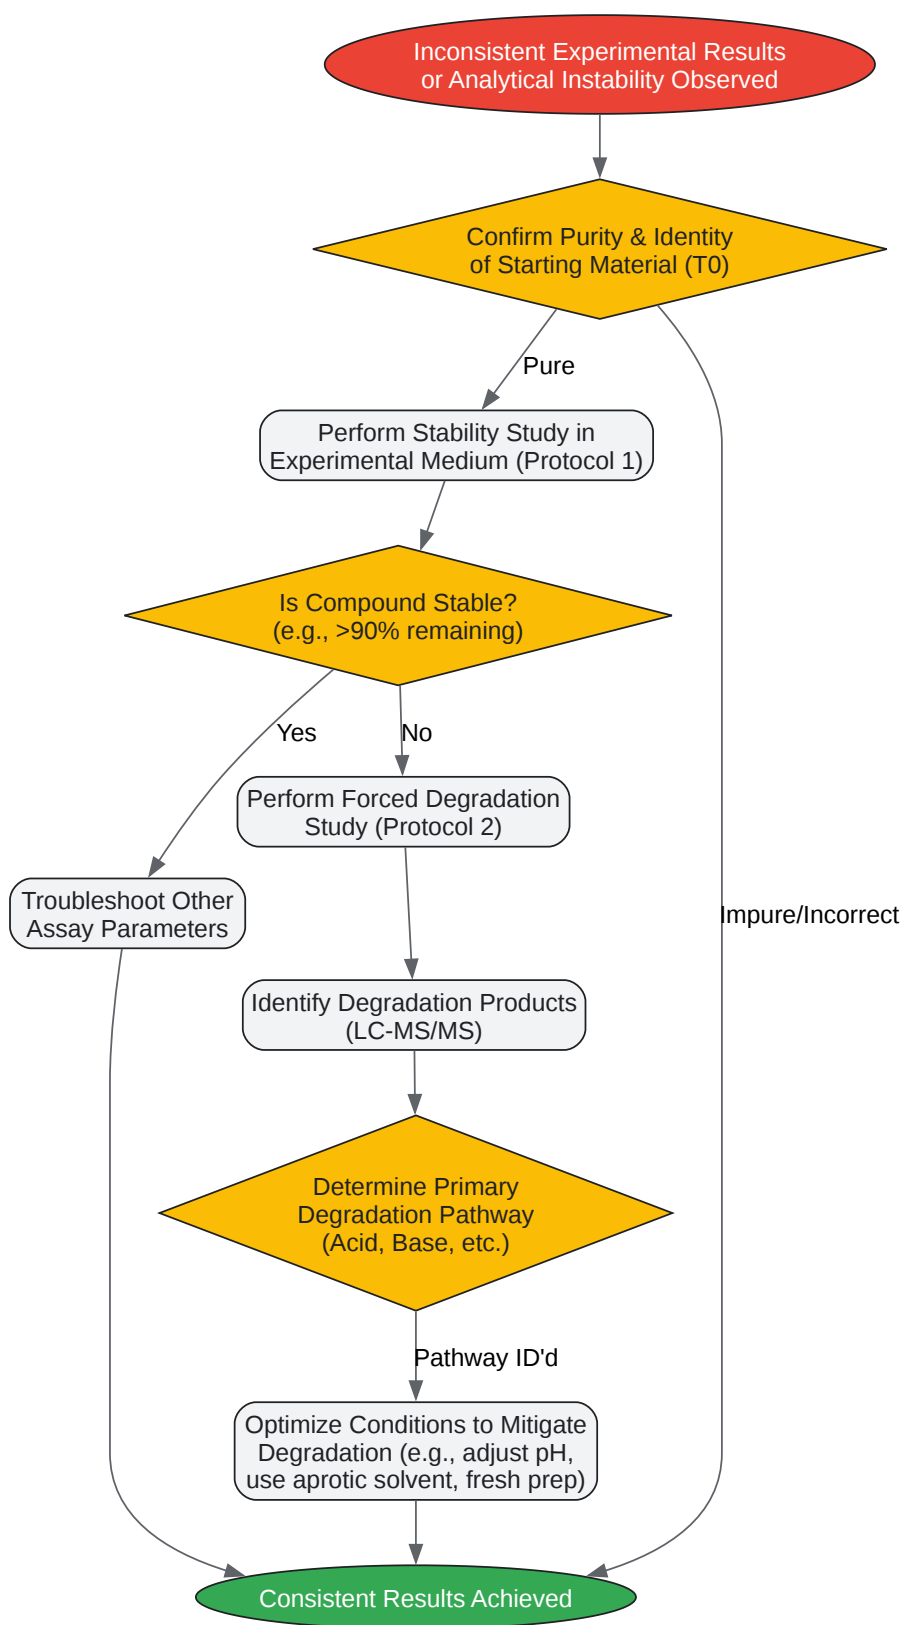 Inconsistent Experimental Results
or Analytical Instability Observed
Confirm Purity & Identity
of Starting Material (T0)
Pure
Perform Stability Study in
Experimental Medium (Protocol 1)
Is Compound Stable?
(e.g., >90% remaining)
Yes
No
Perform Forced Degradation
Study (Protocol 2)
Troubleshoot Other
Assay Parameters
Impure/Incorrect
Identify Degradation Products
(LC-MS/MS)
Determine Primary
Degradation Pathway
(Acid, Base, etc.)
Pathway ID'd
Optimize Conditions to Mitigate
Degradation (e.g., adjust pH,
use aprotic solvent, fresh prep)
Consistent Results Achieved